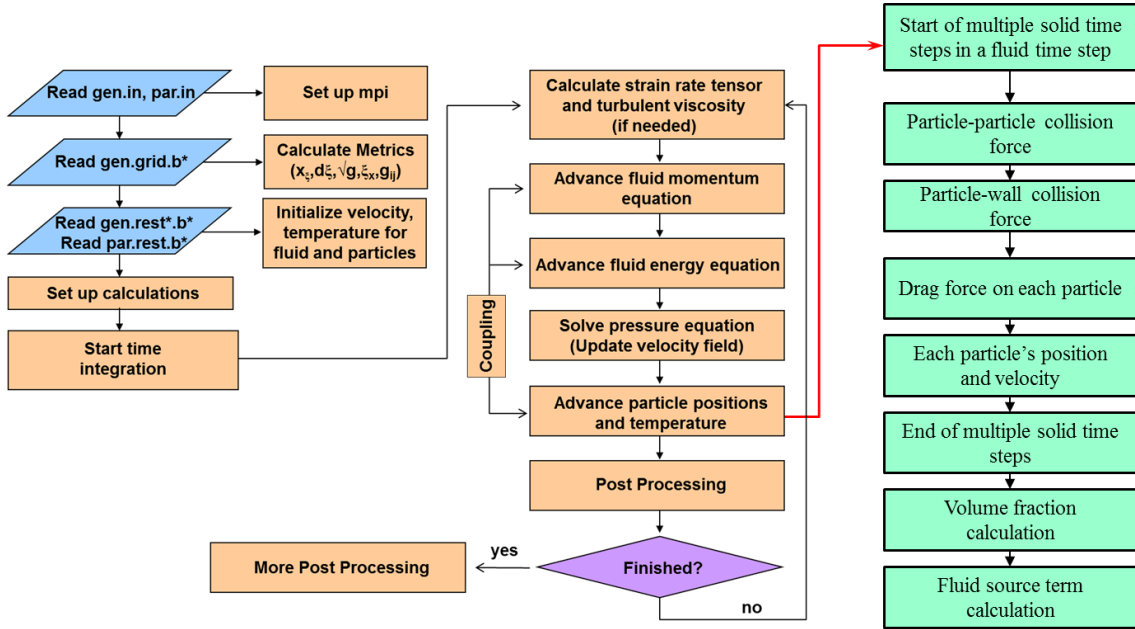 Read gen.in, par.in
Set up mpi
Read gen.grid.b*
Calculate Metrics
(xξ,dξ,√g,ξx,gij)
Read gen.rest*.b*
Read par.rest.b*
Initialize velocity,
temperature for
fluid and particles
Set up calculations
Start time
integration
Calculate strain rate tensor
and turbulent viscosity
(if needed)
Advance fluid momentum
equation
Advance fluid energy equation
Coupling
Solve pressure equation
(Update velocity field)
Advance particle positions
and temperature
Post Processing
Finished?
yes
no
More Post Processing
Start of multiple solid time
steps in a fluid time step
Particle-particle collision
force
Particle-wall collision
force
Drag force on each particle
Each particle's position
and velocity
End of multiple solid time
steps
Volume fraction
calculation
Fluid source term
calculation